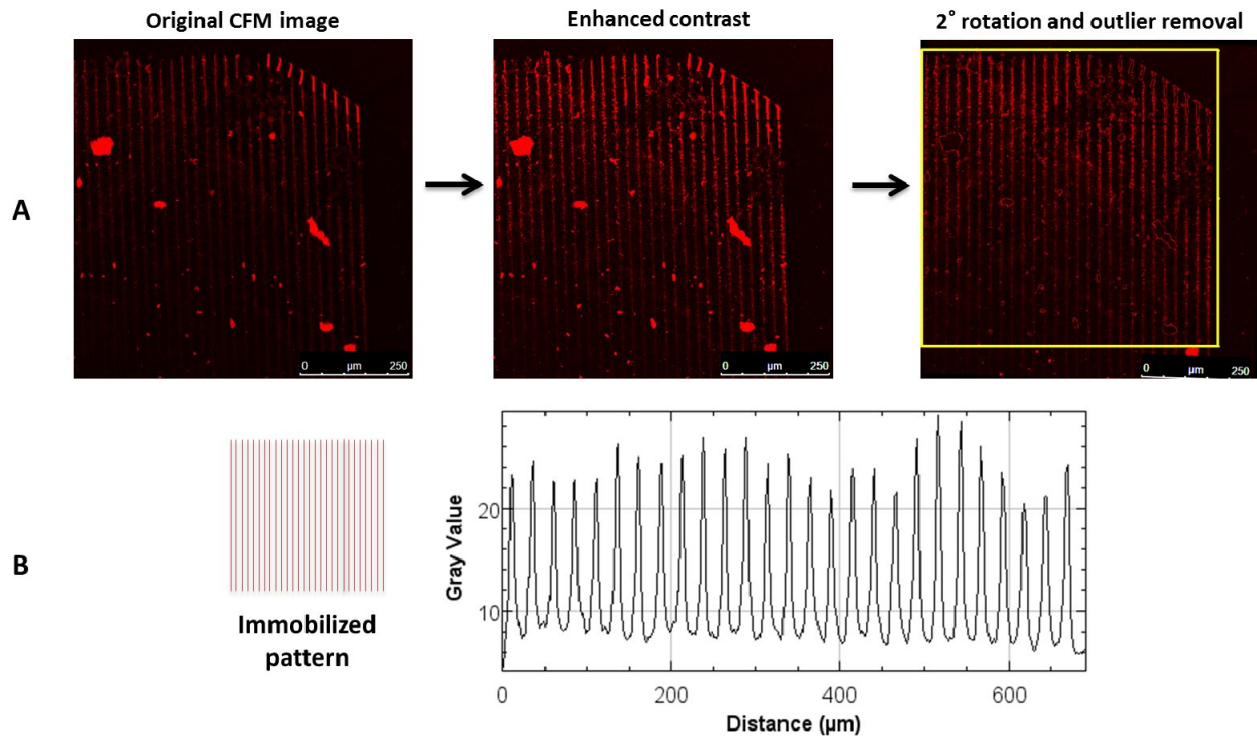 Original CFM image
Enhanced contrast
2° rotation and outlier removal
A
0 µm 250
0 µm 250
0 µm 250
B
Immobilized
pattern
Gray Value
20
10
0 200 400 600
Distance (µm)